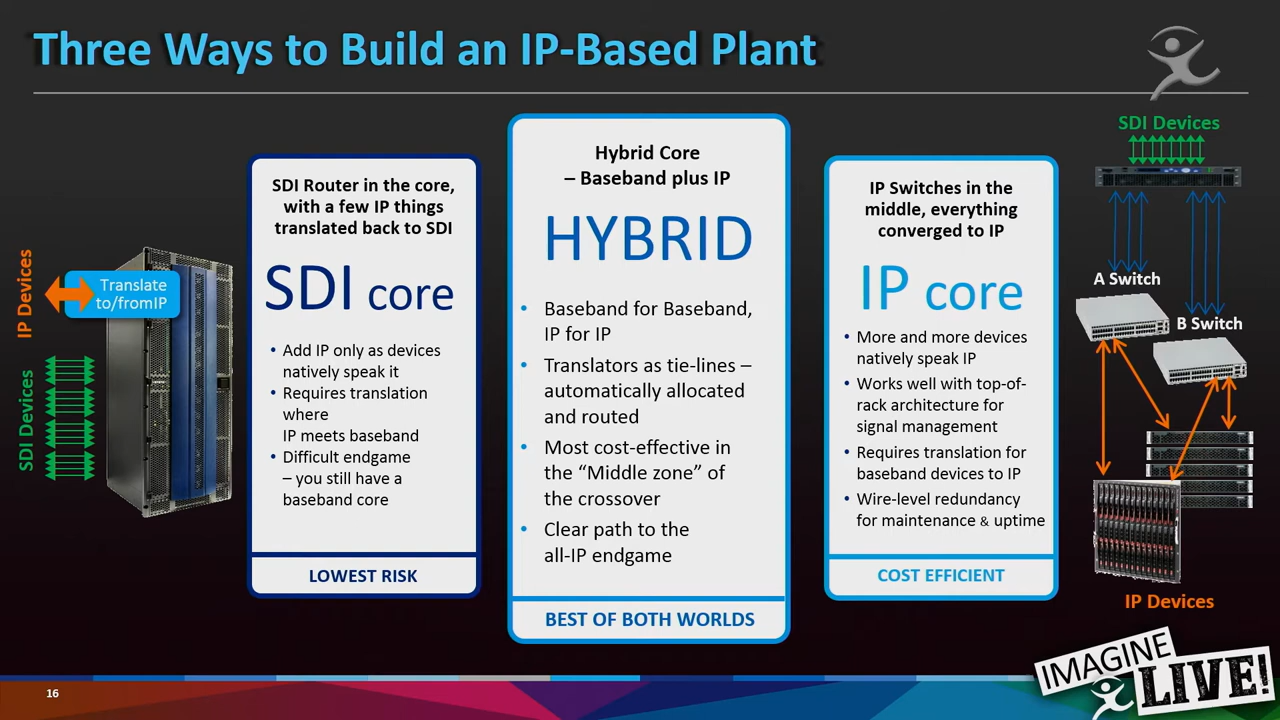 Three Ways to Build an IP-Based Plant
IP Devices
SDI Devices
Translate
to/fromIP
SDI Router in the core,
with a few IP things
translated back to SDI
SDI core
• Add IP only as devices
natively speak it
• Requires translation
where
IP meets baseband
• Difficult endgame
– you still have a
baseband core
LOWEST RISK
Hybrid Core
– Baseband plus IP
HYBRID
• Baseband for Baseband,
IP for IP
• Translators as tie-lines –
automatically allocated
and routed
• Most cost-effective in
the “Middle zone” of
the crossover
• Clear path to the
all-IP endgame
BEST OF BOTH WORLDS
IP Switches in the
middle, everything
converged to IP
IP core
• More and more devices
natively speak IP
• Works well with top-of-
rack architecture for
signal management
• Requires translation for
baseband devices to IP
• Wire-level redundancy
for maintenance & uptime
COST EFFICIENT
SDI Devices
A Switch
B Switch
IP Devices
16
IMAGINE
LIVE!